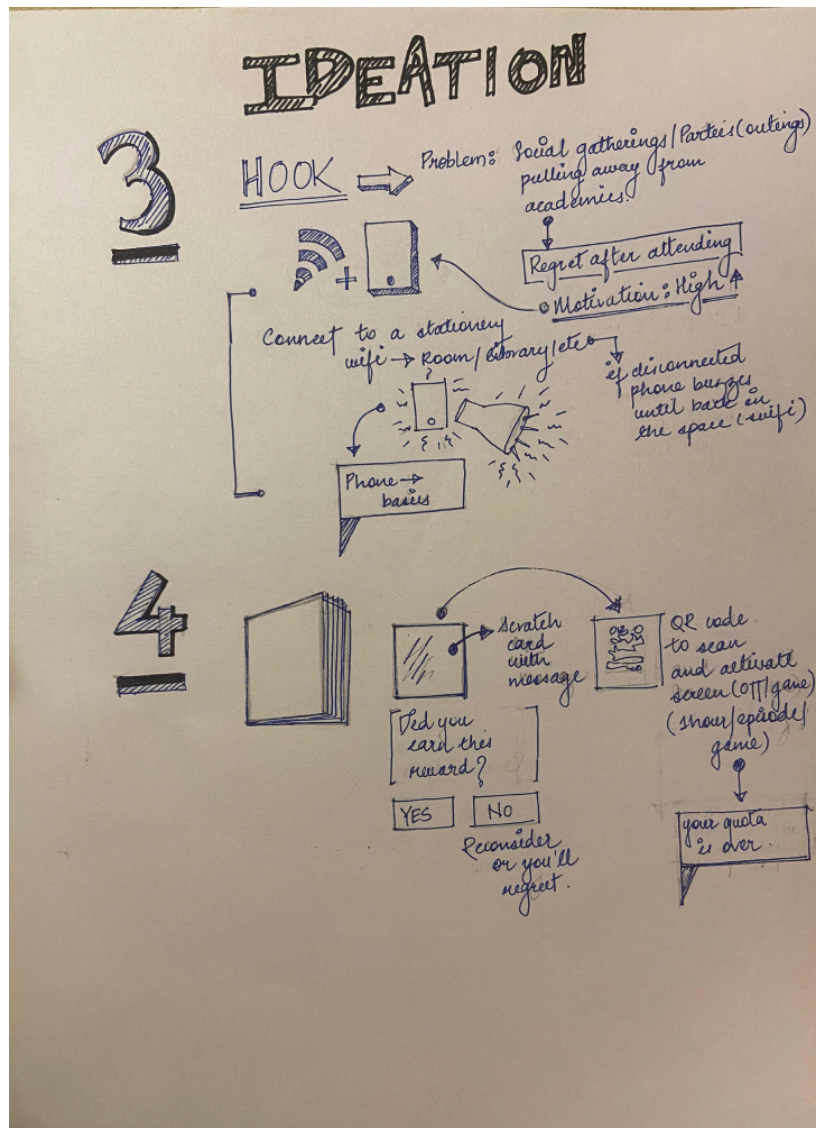 IDEATION
3
HOOK
Problem: Social gatherings/Parties(outings)
pulling away from
academics.
Regret after attending
Motivation: High
+
Connect to a stationery
wifi → Room/library/etc
if disconnected
phone buzzes
until back in
the space (wifi)
Phone →
basics
4
Scratch
card
with
message
QR code
to scan
and activate
screen (OTT/game)
(1hour/episode/
game)
Did you
earn this
reward?
YES
NO
Reconsider
or you'll
regret.
your quota
is over.